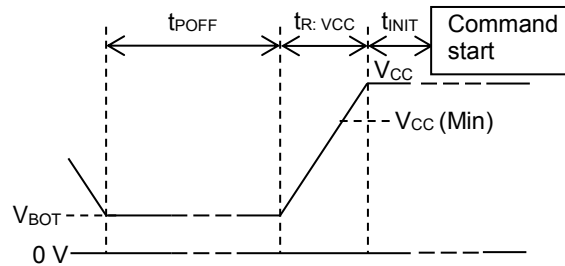 tPOFF
tR: VCC
tINIT
Command
start
VCC
VCC (Min)
VBOT
0 V